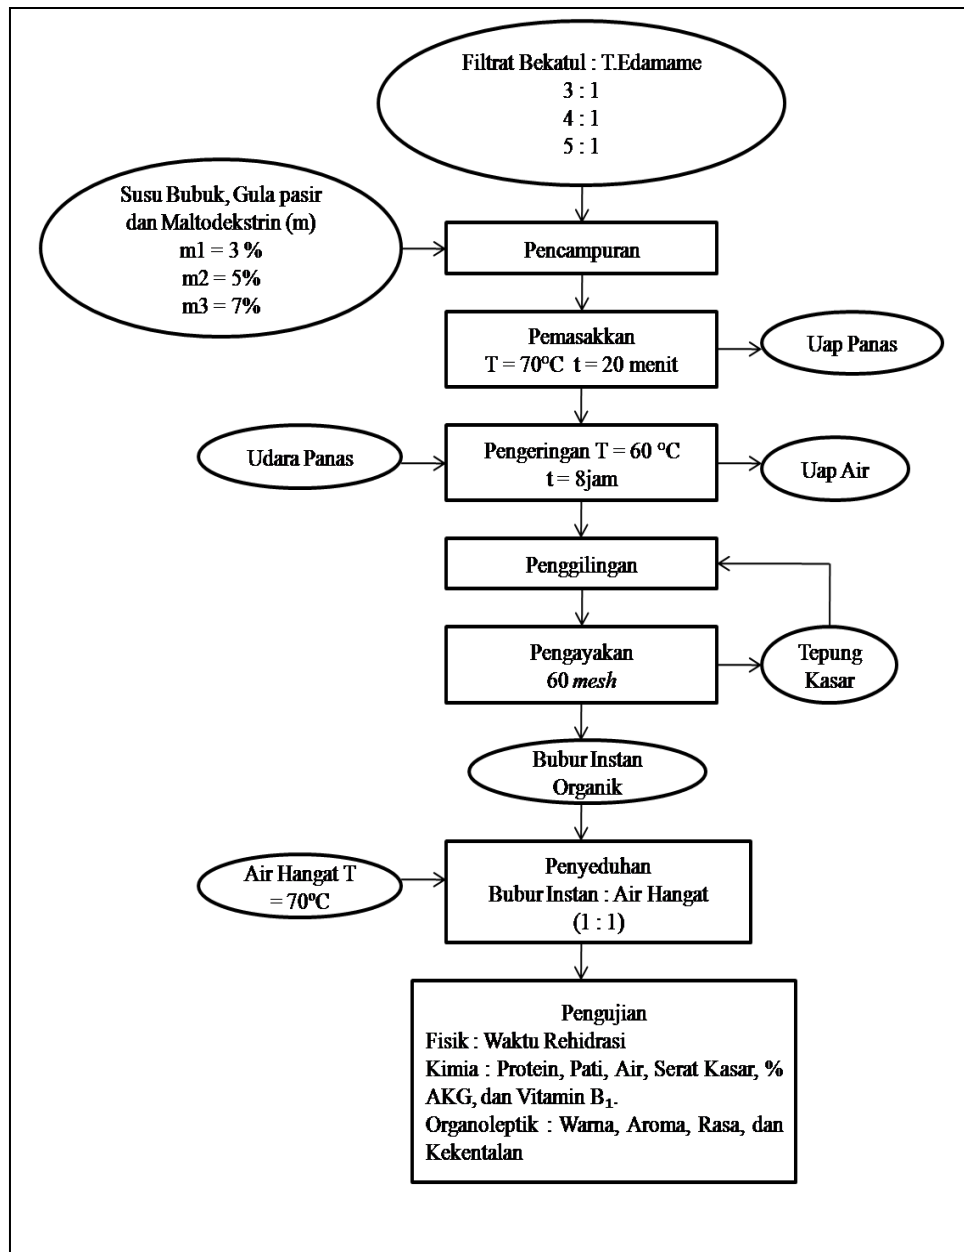 Filtrat Bekatul : T.Edamame
3 : 1
4 : 1
5 : 1
Susu Bubuk, Gula pasir
dan Maltodekstrin (m)
m1 = 3 %
m2 = 5%
m3 = 7%
Pencampuran
Pemasakkan
T = 70°C t = 20 menit
Uap Panas
Udara Panas
Pengeringan T = 60 °C
t = 8jam
Uap Air
Penggilingan
Pengayakan
60 mesh
Tepung
Kasar
Bubur Instan
Organik
Air Hangat T
= 70°C
Penyeduhan
Bubur Instan : Air Hangat
(1 : 1)
Pengujian
Fisik : Waktu Rehidrasi
Kimia : Protein, Pati, Air, Serat Kasar, %
AKG, dan Vitamin B₁.
Organoleptik : Warna, Aroma, Rasa, dan
Kekentalan